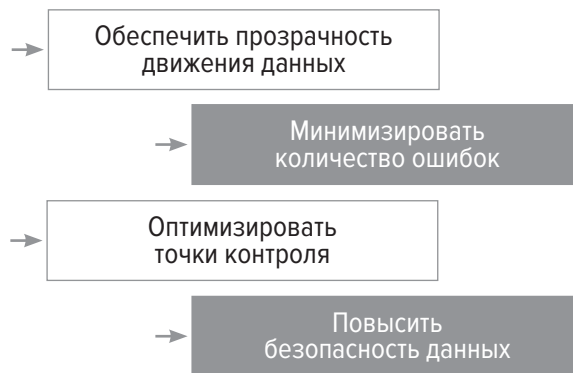 Обеспечить прозрачность
движения данных
Минимизировать
количество ошибок
Оптимизировать
точки контроля
Повысить
безопасность данных